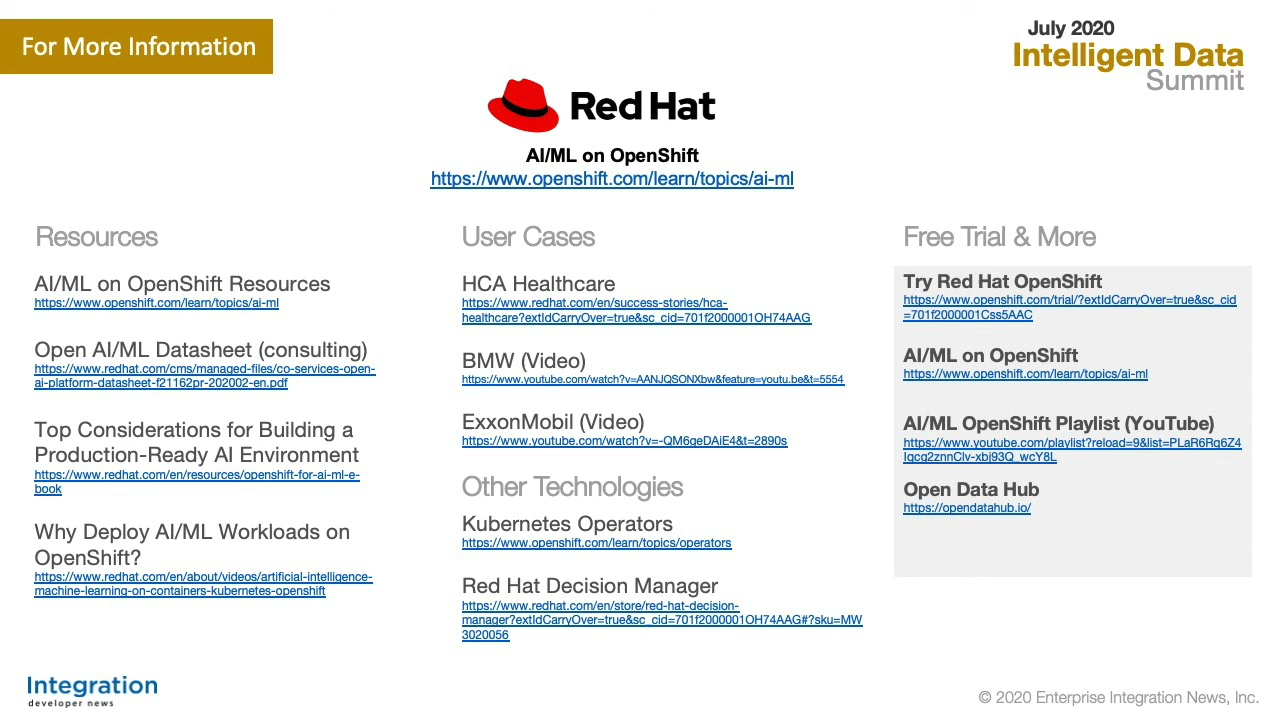 For More Information
July 2020
Intelligent Data
Summit
Red Hat
AI/ML on OpenShift
https://www.openshift.com/learn/topics/ai-ml
Resources
AI/ML on OpenShift Resources
https://www.openshift.com/learn/topics/ai-ml
Open AI/ML Datasheet (consulting)
https://www.redhat.com/cms/managed-files/co-services-open-
ai-platform-datasheet-f21162pr-202002-en.pdf
Top Considerations for Building a
Production-Ready AI Environment
https://www.redhat.com/en/resources/openshift-for-ai-ml-e-
book
Why Deploy AI/ML Workloads on
OpenShift?
https://www.redhat.com/en/about/videos/artificial-intelligence-
machine-learning-on-containers-kubernetes-openshift
User Cases
HCA Healthcare
https://www.redhat.com/en/success-stories/hca-
healthcare?extIdCarryOver=true&sc_cid=701f2000001OH74AAG
BMW (Video)
https://www.youtube.com/watch?v=AANJQSONXbw&feature=youtu.be&t=5554
ExxonMobil (Video)
https://www.youtube.com/watch?v=-QM6geDAiE4&t=2890s
Other Technologies
Kubernetes Operators
https://www.openshift.com/learn/topics/operators
Red Hat Decision Manager
https://www.redhat.com/en/store/red-hat-decision-
manager?extIdCarryOver=true&sc_cid=701f2000001OH74AAG#?sku=MW
3020056
Free Trial & More
Try Red Hat OpenShift
https://www.openshift.com/trial/?extIdCarryOver=true&sc_cid
=701f2000001Css5AAC
AI/ML on OpenShift
https://www.openshift.com/learn/topics/ai-ml
AI/ML OpenShift Playlist (YouTube)
https://www.youtube.com/playlist?reload=9&list=PLaR6Rq6Z4
Iqcg2znnClv-xbj93Q_wcY8L
Open Data Hub
https://opendatahub.io/
Integration
developer news
© 2020 Enterprise Integration News, Inc.